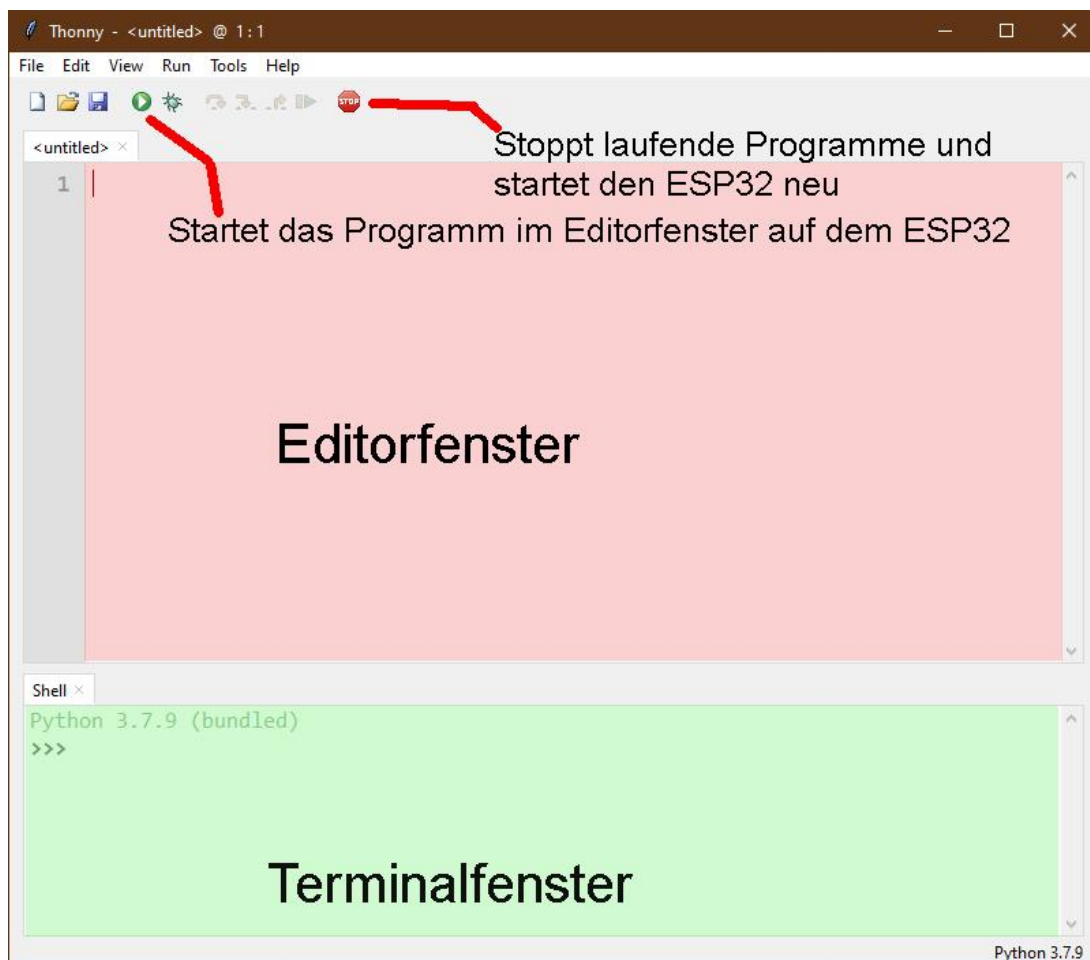 Thonny - <untitled> @ 1:1
File Edit View Run Tools Help
STOP
<untitled>
Stoppt laufende Programme und
startet den ESP32 neu
1
Startet das Programm im Editorfenster auf dem ESP32
Editorfenster
Shell
Python 3.7.9 (bundled)
>>>
Terminalfenster
Python 3.7.9